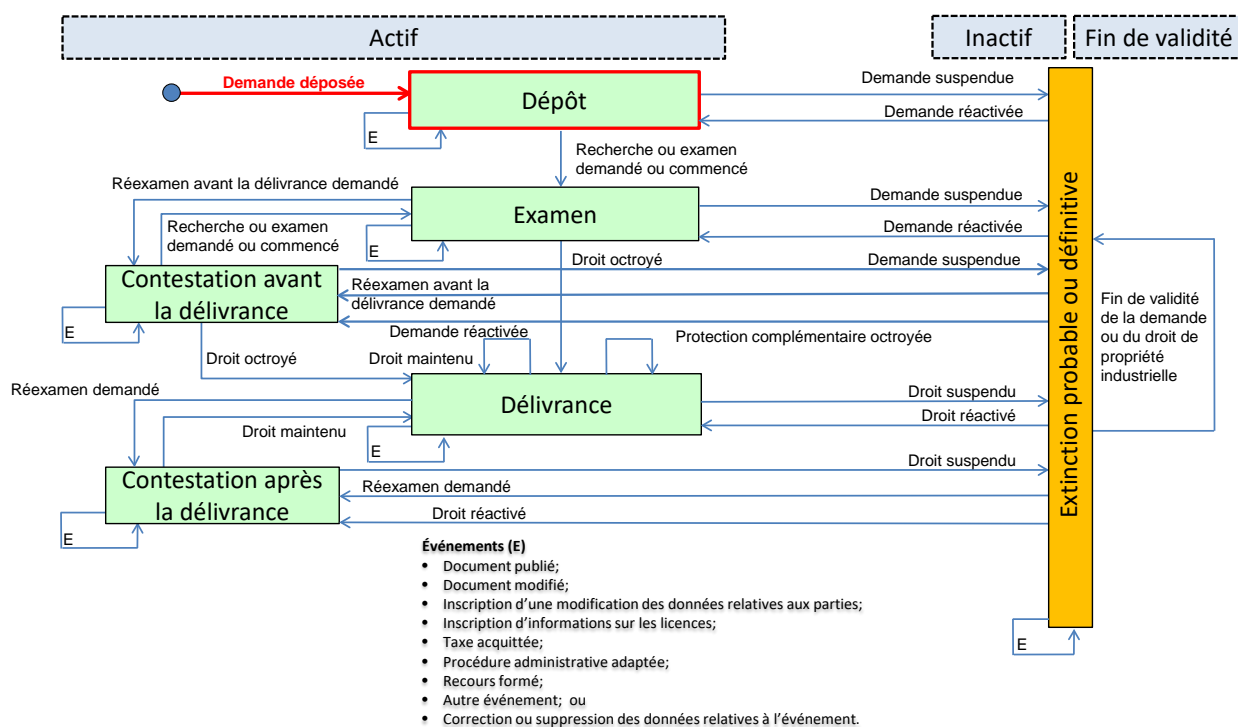 Actif
Inactif
Fin de validité
Demande déposée
Dépôt
Demande suspendue
Demande réactivée
E
Recherche ou examen
demandé ou commencé
Réexamen avant la délivrance demandé
Examen
Demande suspendue
Demande réactivée
Recherche ou examen
demandé ou commencé
E
Contestation avant
la délivrance
Droit octroyé
Demande suspendue
Réexamen avant la
délivrance demandé
E
Demande réactivée
Protection complémentaire octroyée
Droit octroyé
Droit maintenu
Fin de validité
de la demande
ou du droit de
propriété
industrielle
Extinction probable ou définitive
Réexamen demandé
Délivrance
Droit suspendu
Droit réactivé
Droit maintenu
E
Contestation après
la délivrance
Droit suspendu
Réexamen demandé
Droit réactivé
E
Événements (E)
• Document publié;
• Document modifié;
• Inscription d’une modification des données relatives aux parties;
• Inscription d’informations sur les licences;
• Taxe acquittée;
• Procédure administrative adaptée;
• Recours formé;
• Autre événement; ou
• Correction ou suppression des données relatives à l’événement.
E